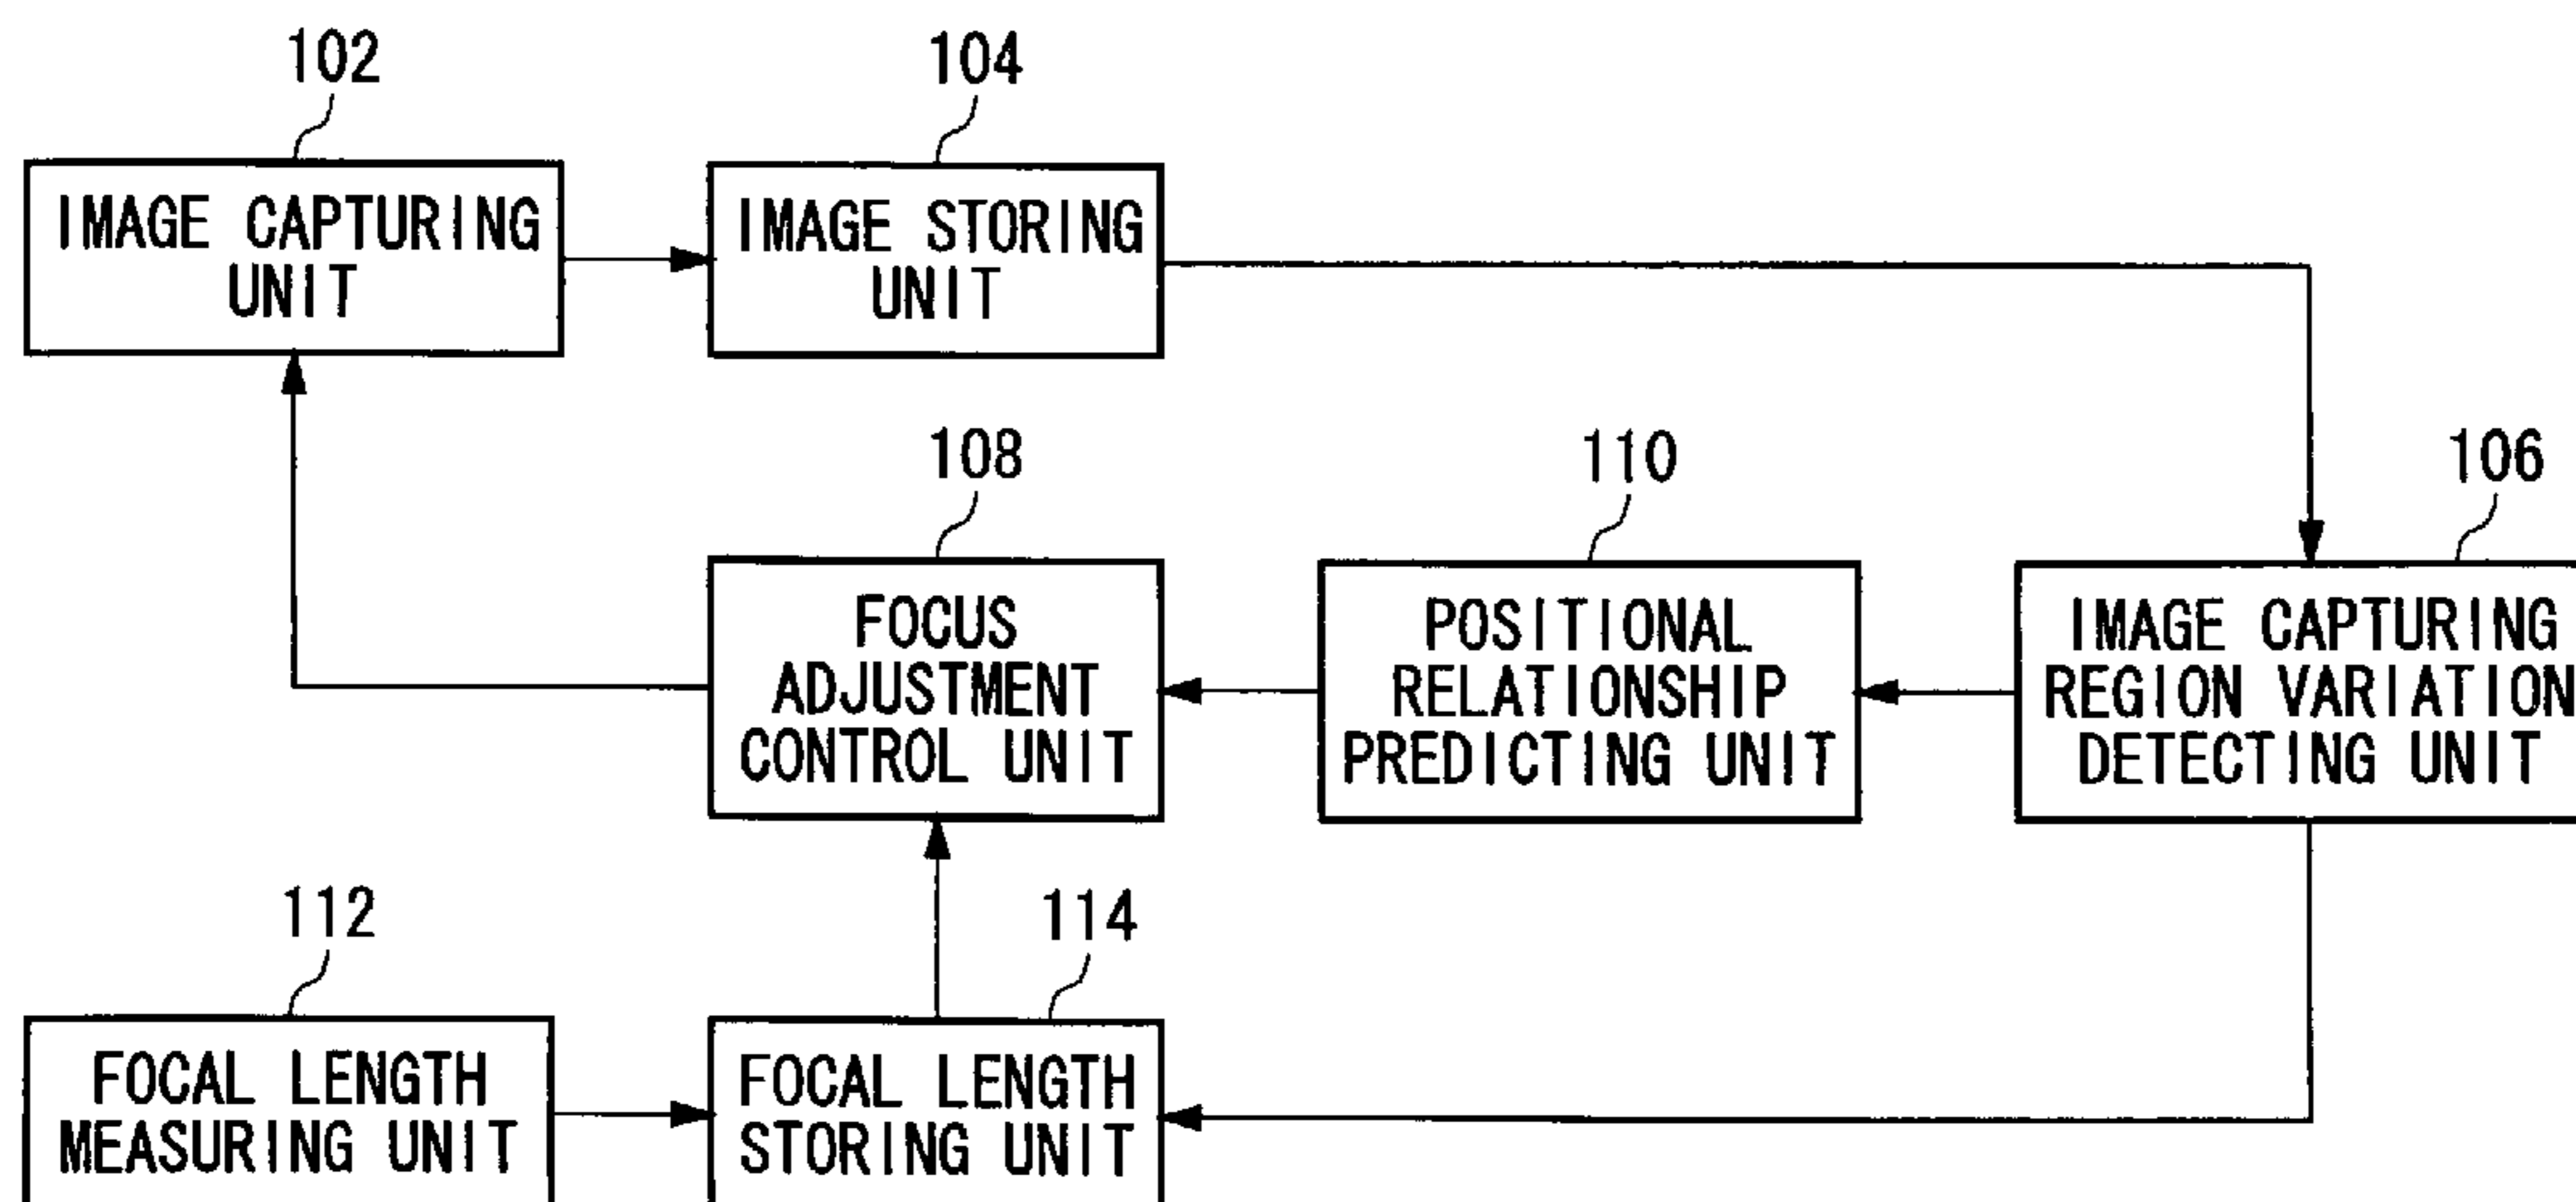 102
104
IMAGE CAPTURING
UNIT
IMAGE STORING
UNIT
108
110
106
FOCUS
ADJUSTMENT
CONTROL UNIT
POSITIONAL
RELATIONSHIP
PREDICTING UNIT
IMAGE CAPTURING
REGION VARIATION
DETECTING UNIT
112
114
FOCAL LENGTH
MEASURING UNIT
FOCAL LENGTH
STORING UNIT